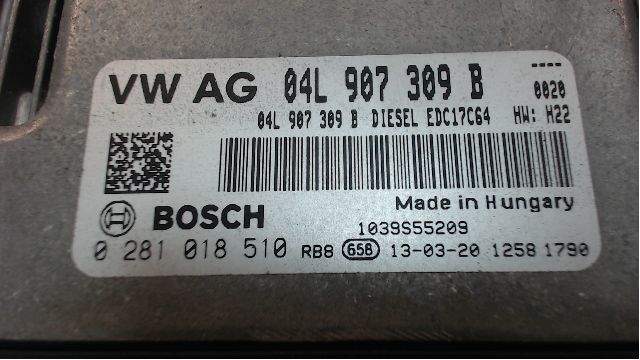 VW AG 04L 907 309 B ----
0020
04L 907 309 B DIESEL EDC17C64 HW: H22
Made in Hungary
BOSCH 1039S55209
0 281 018 510 RB8 658 13-03-20 1258 1790